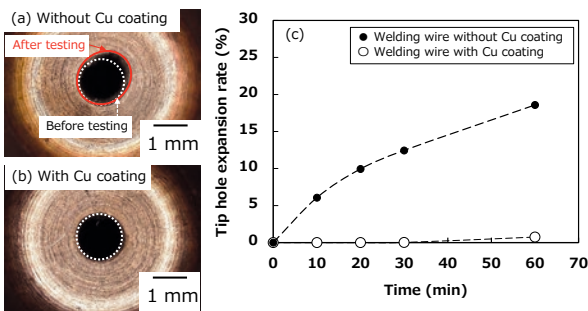 (a) Without Cu coating
After testing
Before testing
1 mm
(b) With Cu coating
1 mm
(c)
Welding wire without Cu coating
Welding wire with Cu coating
Tip hole expansion rate (%)
30
25
20
15
10
5
0
0 10 20 30 40 50 60 70
Time (min)